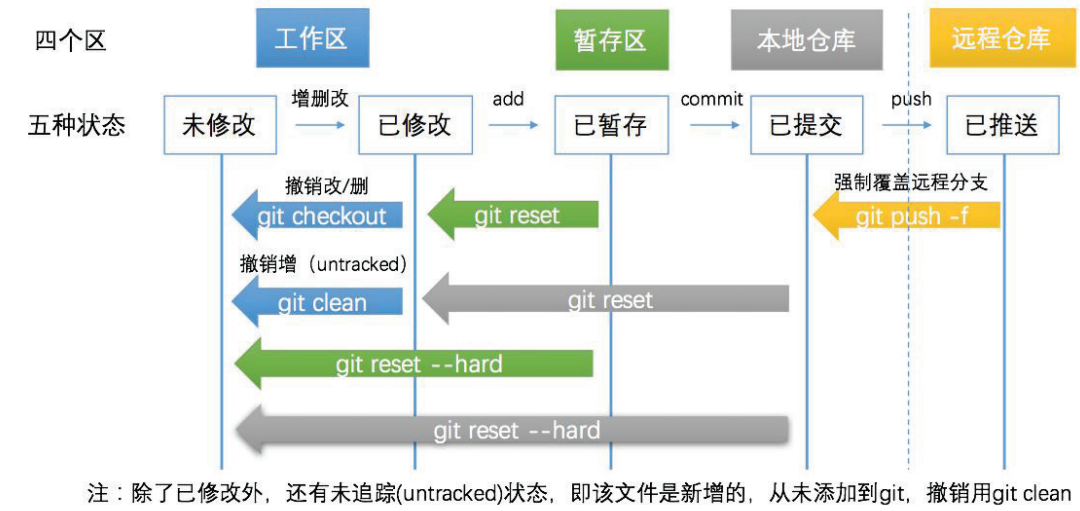 四个区 工作区 暂存区 本地仓库 远程仓库
增删改 add commit push
五种状态 未修改 已修改 已暂存 已提交 已推送
撤销改/删 强制覆盖远程分支
git checkout git reset git push -f
撤销增（untracked）
git clean git reset
git reset --hard
git reset --hard
注：除了已修改外，还有未追踪(untracked)状态，即该文件是新增的，从未添加到git，撤销用git clean